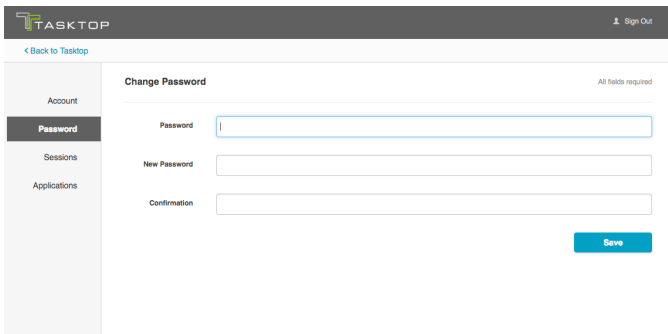 TASKTOP
Sign Out
< Back to Tasktop
Change Password
All fields required
Account
Password
Sessions
Applications
Password
New Password
Confirmation
Save